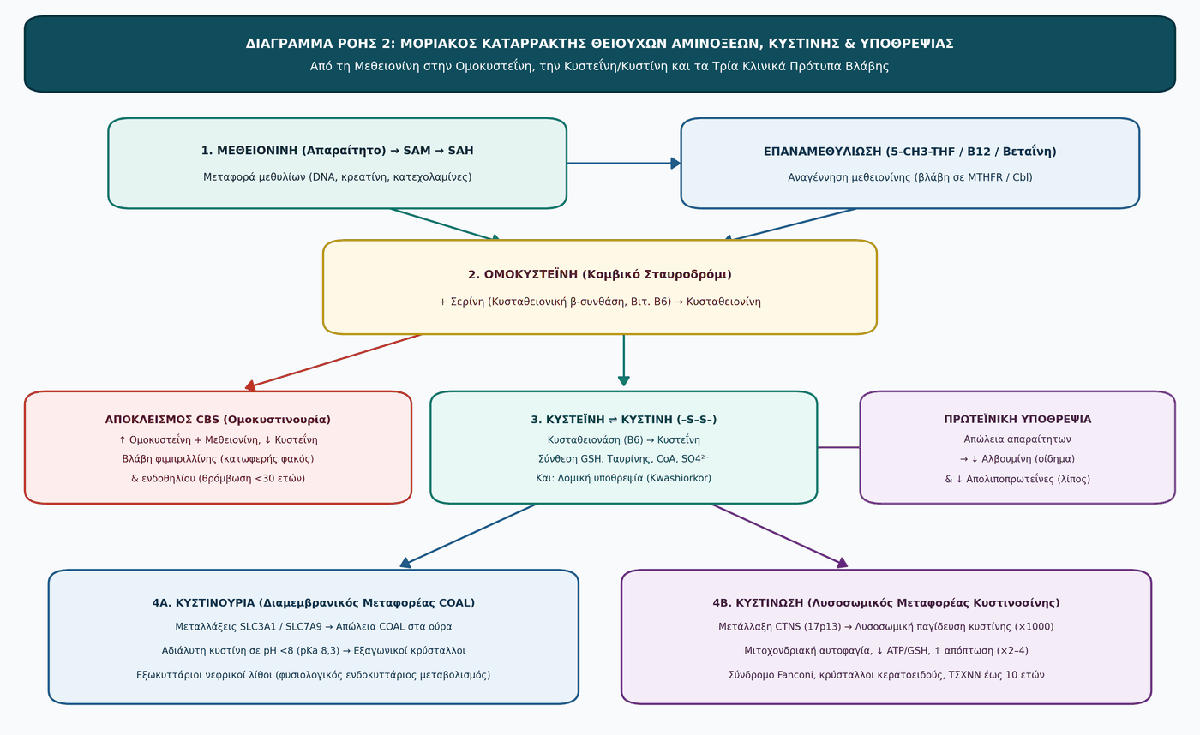 ΔΙΑΓΡΑΜΜΑ ΡΟΗΣ 2: ΜΟΡΙΑΚΟΣ ΚΑΤΑΡΡΑΚΤΗΣ ΘΕΙΟΥΧΩΝ ΑΜΙΝΟΞΕΩΝ, ΚΥΣΤΙΝΗΣ & ΥΠΟΘΡΕΨΙΑΣ
Από τη Μεθειονίνη στην Ομοκυστεΐνη, την Κυστεΐνη/Κυστίνη και τα Τρία Κλινικά Πρότυπα Βλάβης
1. ΜΕΘΕΙΟΝΙΝΗ (Απαραίτητο) → SAM → SAH
Μεταφορά μεθυλίων (DNA, κρεατίνη, κατεχολαμίνες)
ΕΠΑΝΑΜΕΘΥΛΙΩΣΗ (5-CH3-THF / B12 / Βεταΐνη)
Αναγέννηση μεθειονίνης (βλάβη σε MTHFR / Cbl)
2. ΟΜΟΚΥΣΤΕΪΝΗ (Κομβικό Σταυροδρόμι)
+ Σερίνη (Κυσταθειονική β-συνθάση, Βιτ. Β6) → Κυσταθειονίνη
ΑΠΟΚΛΕΙΣΜΟΣ CBS (Ομοκυστινουρία)
↑ Ομοκυστεΐνη + Μεθειονίνη, ↓ Κυστεΐνη
Βλάβη φιμπριλλίνης (κατωφερής φακός)
& ενδοθηλίου (θρόμβωση <30 ετών)
3. ΚΥΣΤΕΪΝΗ ⇌ ΚΥΣΤΙΝΗ (–S–S–)
Κυσταθειονάση (Β6) → Κυστεΐνη
Σύνθεση GSH, Ταυρίνης, CoA, SO4²⁻
Και: Δομική υποθρεψία (Kwashiorkor)
ΠΡΩΤΕΪΝΙΚΗ ΥΠΟΘΡΕΨΙΑ
Απώλεια απαραίτητων
→ ↓ Αλβουμίνη (οίδημα)
& ↓ Απολιποπρωτεΐνες (λίπος)
4Α. ΚΥΣΤΙΝΟΥΡΙΑ (Διαμεμβρανικός Μεταφορέας COAL)
Μεταλλάξεις SLC3A1 / SLC7A9 → Απώλεια COAL στα ούρα
Αδιάλυτη κυστίνη σε pH <8 (pKa 8,3) → Εξαγωνικοί κρύσταλλοι
Εξωκυττάριοι νεφρικοί λίθοι (φυσιολογικός ενδοκυττάριος μεταβολισμός)
4Β. ΚΥΣΤΙΝΩΣΗ (Λυσοσωμικός Μεταφορέας Κυστινοσίνης)
Μετάλλαξη CTNS (17p13) → Λυσοσωμική παγίδευση κυστίνης (×1000)
Μιτοχονδριακή αυτοφαγία, ↓ ATP/GSH, ↑ απόπτωση (×2–4)
Σύνδρομο Fanconi, κρύσταλλοι κερατοειδούς, ΤΣΧΝΝ έως 10 ετών